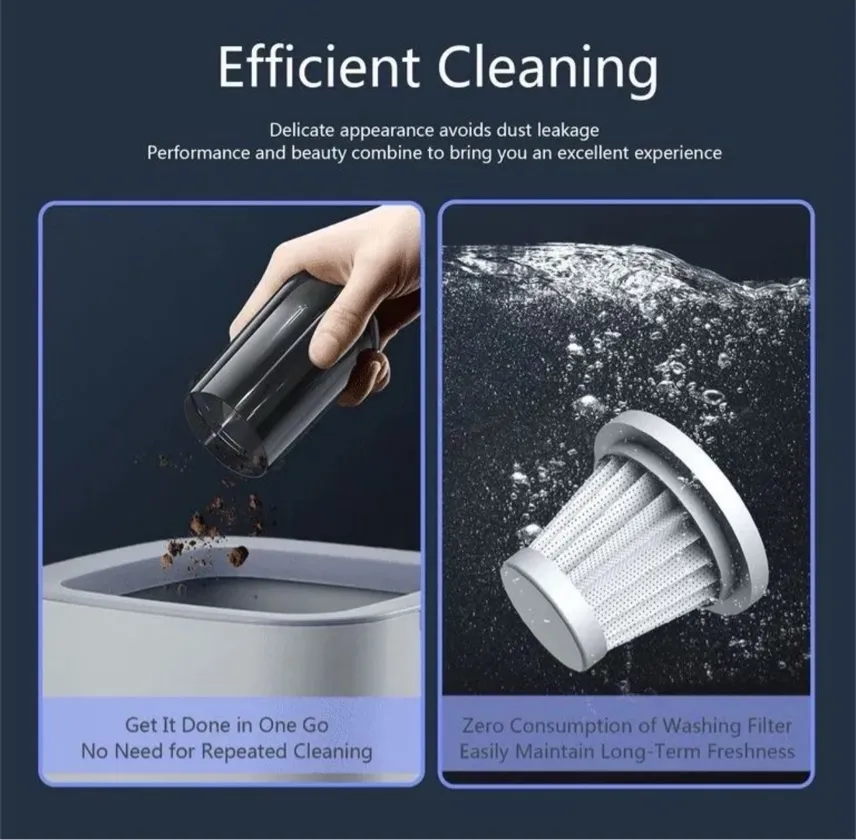 Efficient Cleaning
Delicate appearance avoids dust leakage
Performance and beauty combine to bring you an excellent experience
Get It Done in One Go
No Need for Repeated Cleaning
Zero Consumption of Washing Filter
Easily Maintain Long-Term Freshness